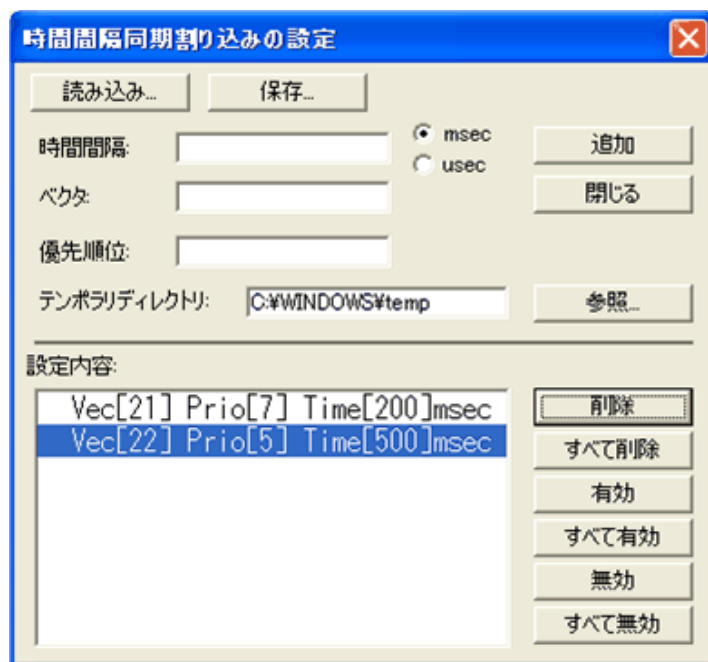 時間間隔同期割り込みの設定
読み込み... 保存...
時間間隔: msec 追加
usec
ベクタ: 閉じる
優先順位:
テンポラリディレクトリ: C:¥WINDOWS¥temp 参照...
設定内容:
Vec[21] Prio[7] Time[200]msec 削除
Vec[22] Prio[5] Time[500]msec すべて削除
有効
すべて有効
無効
すべて無効